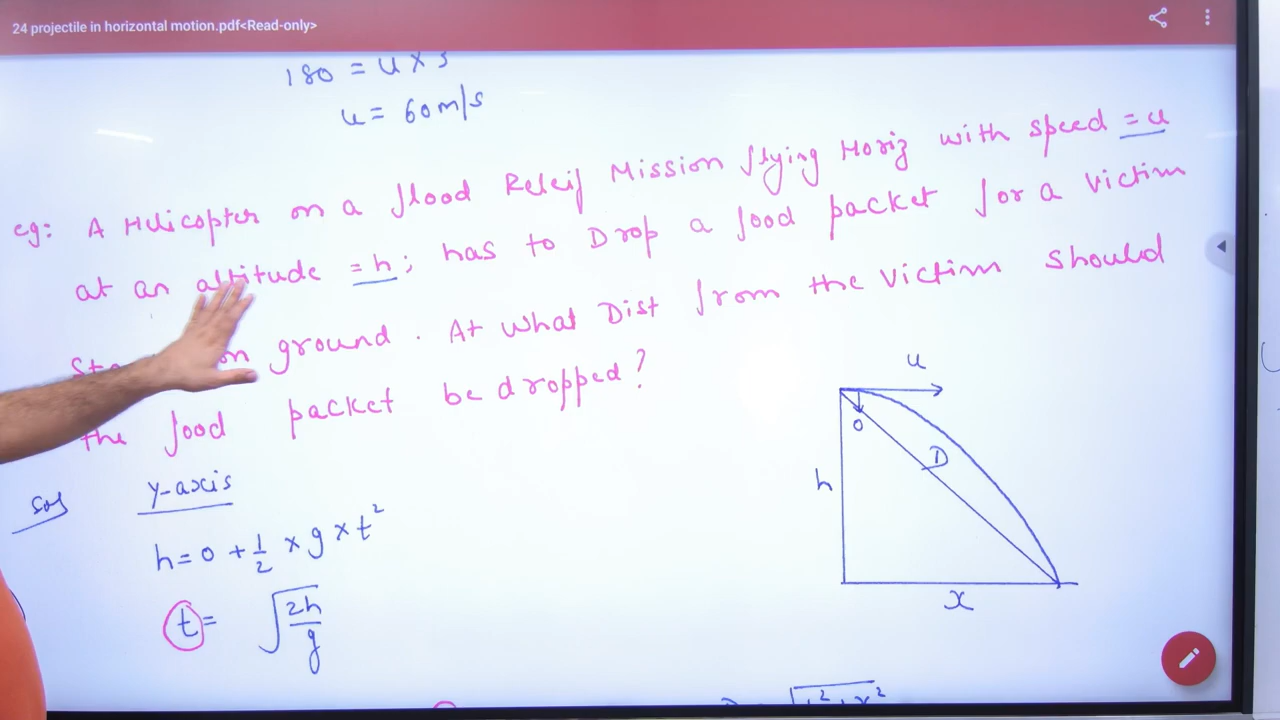 24 projectile in horizontal motion.pdf<Read-only>
180 = u x
u = 60m/s
eg: A Helicopter on a flood Releif Mission flying Horiz with speed = u
at an altitude = h; has to Drop a food packet for a victim
on ground. At what Dist from the victim should
the food packet be dropped?
Sol
y-axis
h = 0 + 1/2 x g x t²
t = √2h/g
u
0
D
h
x